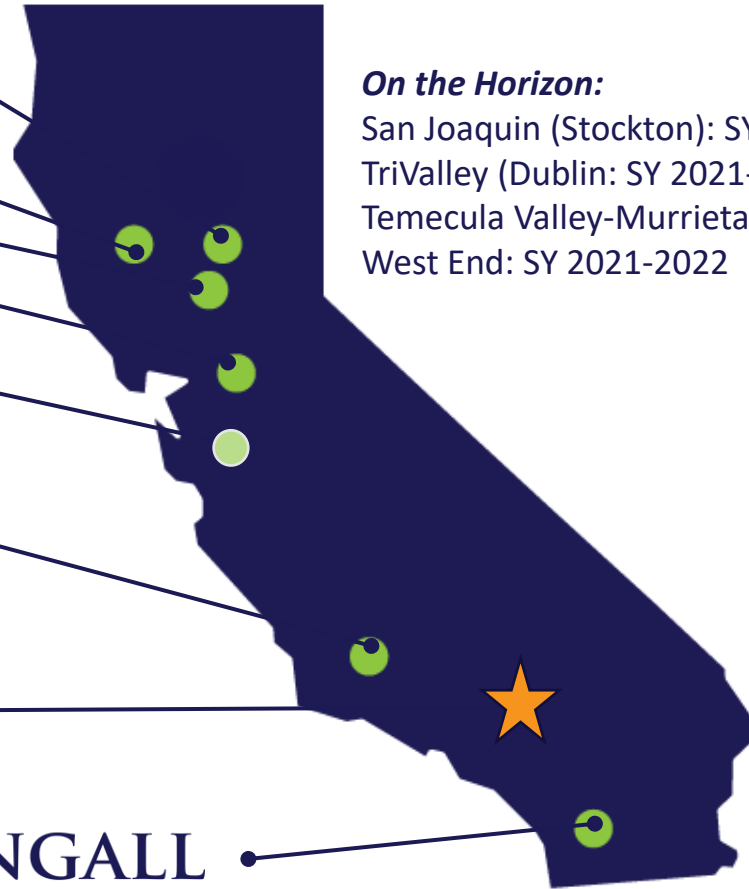 On the Horizon:
San Joaquin (Stockton): SY
TriValley (Dublin: SY 2021-
Temecula Valley-Murrieta
West End: SY 2021-2022
NGALL